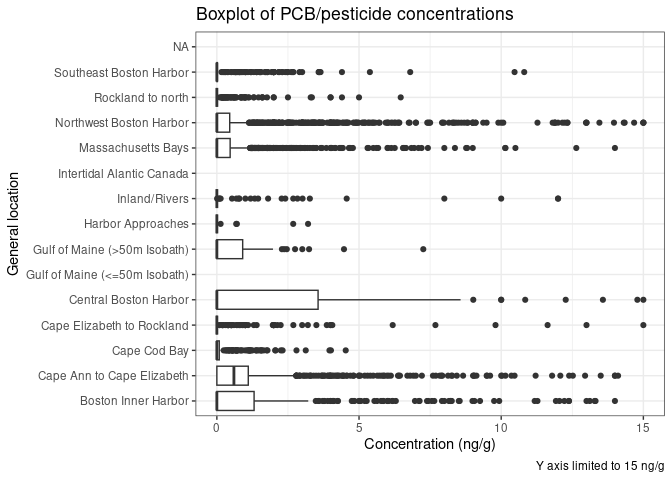 Boxplot of PCB/pesticide concentrations
NA
Southeast Boston Harbor
Rockland to north
Northwest Boston Harbor
Massachusetts Bays
Intertidal Alantic Canada
Inland/Rivers
Harbor Approaches
Gulf of Maine (>50m Isobath)
Gulf of Maine (<=50m Isobath)
Central Boston Harbor
Cape Elizabeth to Rockland
Cape Cod Bay
Cape Ann to Cape Elizabeth
Boston Inner Harbor
General location
0 5 10 15
Concentration (ng/g)
Y axis limited to 15 ng/g